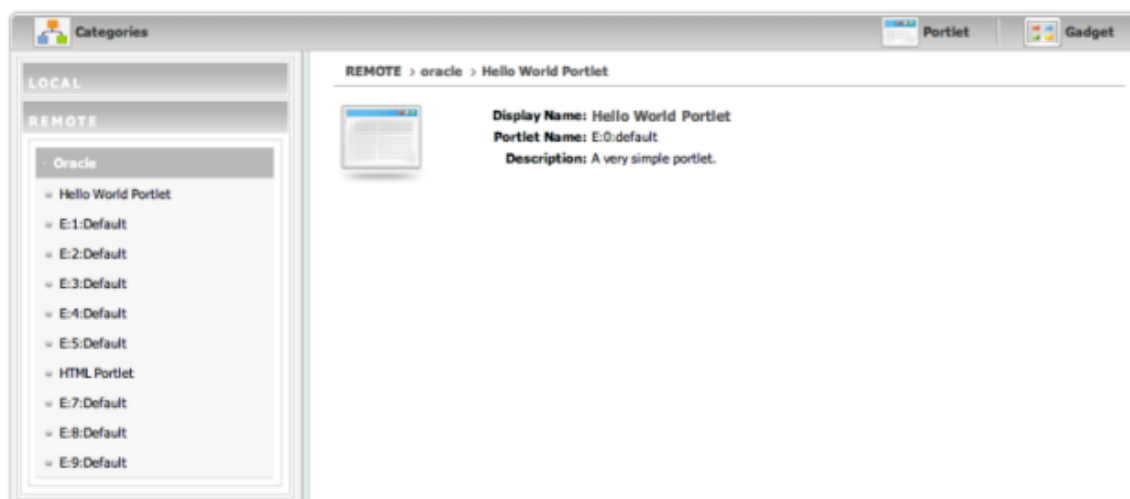 Categories
Portlet
Gadget
LOCAL
REMOTE
Oracle
Hello World Portlet
E:1:Default
E:2:Default
E:3:Default
E:4:Default
E:5:Default
HTML Portlet
E:7:Default
E:8:Default
E:9:Default
REMOTE > oracle > Hello World Portlet
Display Name: Hello World Portlet
Portlet Name: E:0:default
Description: A very simple portlet.